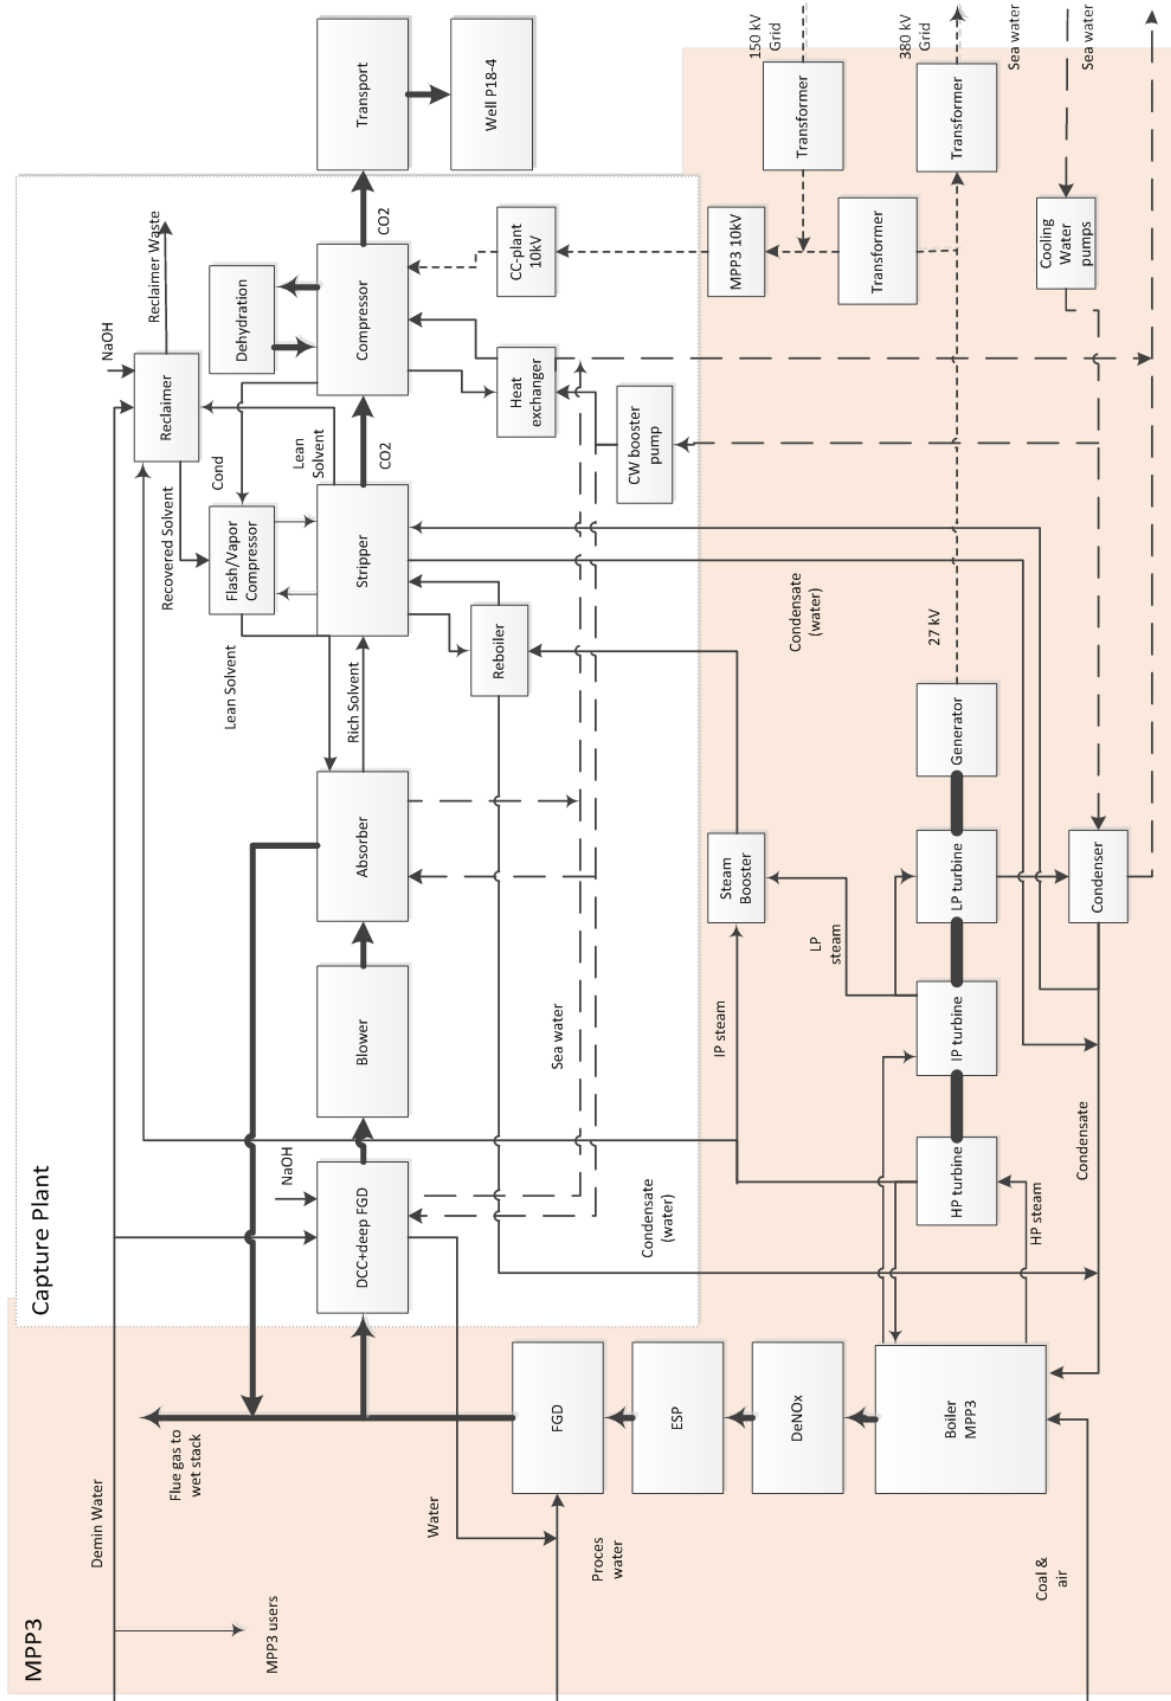 MPP3
Capture Plant
Demin Water
MPP3 users
Flue gas to
wet stack
Water
Proces
water
Coal &
air
FGD
ESP
DeNOx
Boiler
MPP3
NaOH
DCC+deep FGD
Blower
Absorber
Rich Solvent
Lean Solvent
Stripper
Flash/Vapor
Compressor
Recovered Solvent
Cond
Lean
Solvent
Reclaimer
NaOH
Reclaimer Waste
Dehydration
CO2
Compressor
CO2
Transport
Well P18-4
Reboiler
Heat
exchanger
CW booster
pump
CC-plant
10kV
Sea water
Condensate
(water)
IP steam
Steam
Booster
LP
steam
Condensate
(water)
MPP3 10kV
Transformer
150 kV
Grid
Transformer
380 kV
Grid
Transformer
27 kV
HP turbine
IP turbine
LP turbine
Generator
HP steam
Condensate
Condenser
Cooling
Water
pumps
Sea water
Sea water